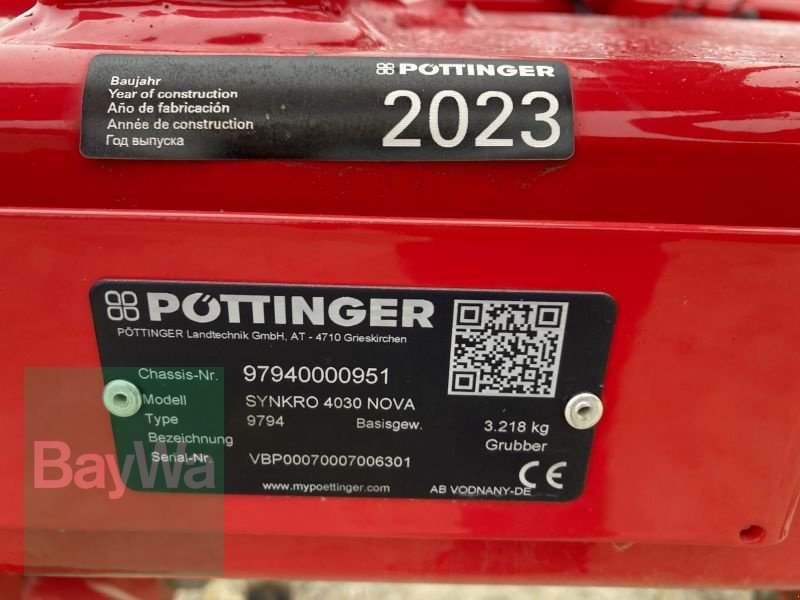 Baujahr
Year of construction
Año de fabricación
Année de construction
Год выпуска
PÖTTINGER
2023
PÖTTINGER
PÖTTINGER Landtechnik GmbH, AT - 4710 Grieskirchen
Chassis-Nr. 97940000951
Modell SYNKRO 4030 NOVA
Type 9794 Basisgew. 3.218 kg
Bezeichnung Grubber
Serial-Nr. VBP00070007006301
www.mypoettinger.com AB VODNANY-DE CE
BayWa